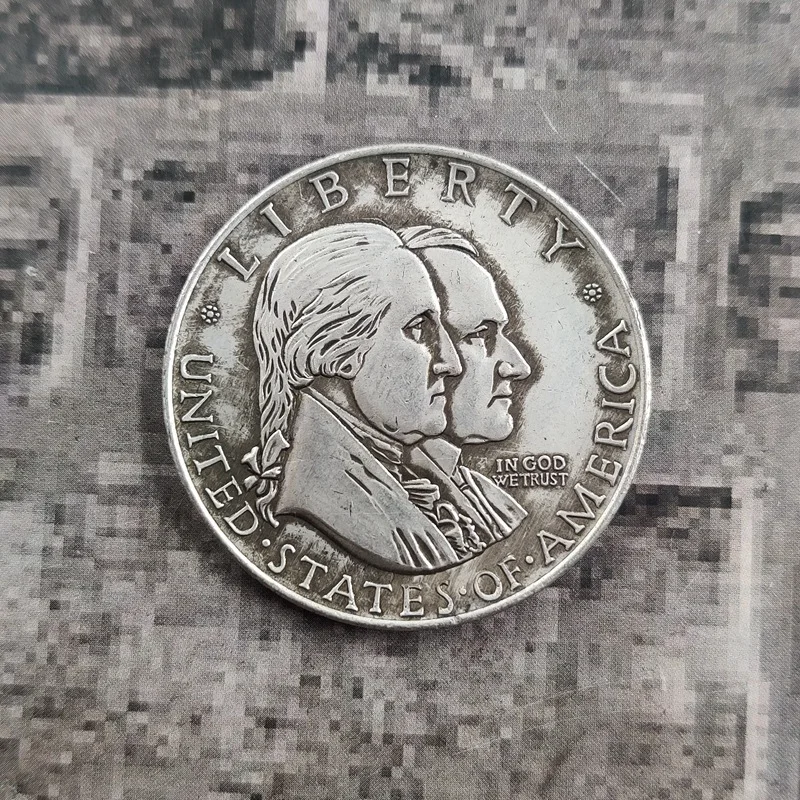 LIBERTY
IN GOD
WE TRUST
UNITED·STATES·OF·AMERICA